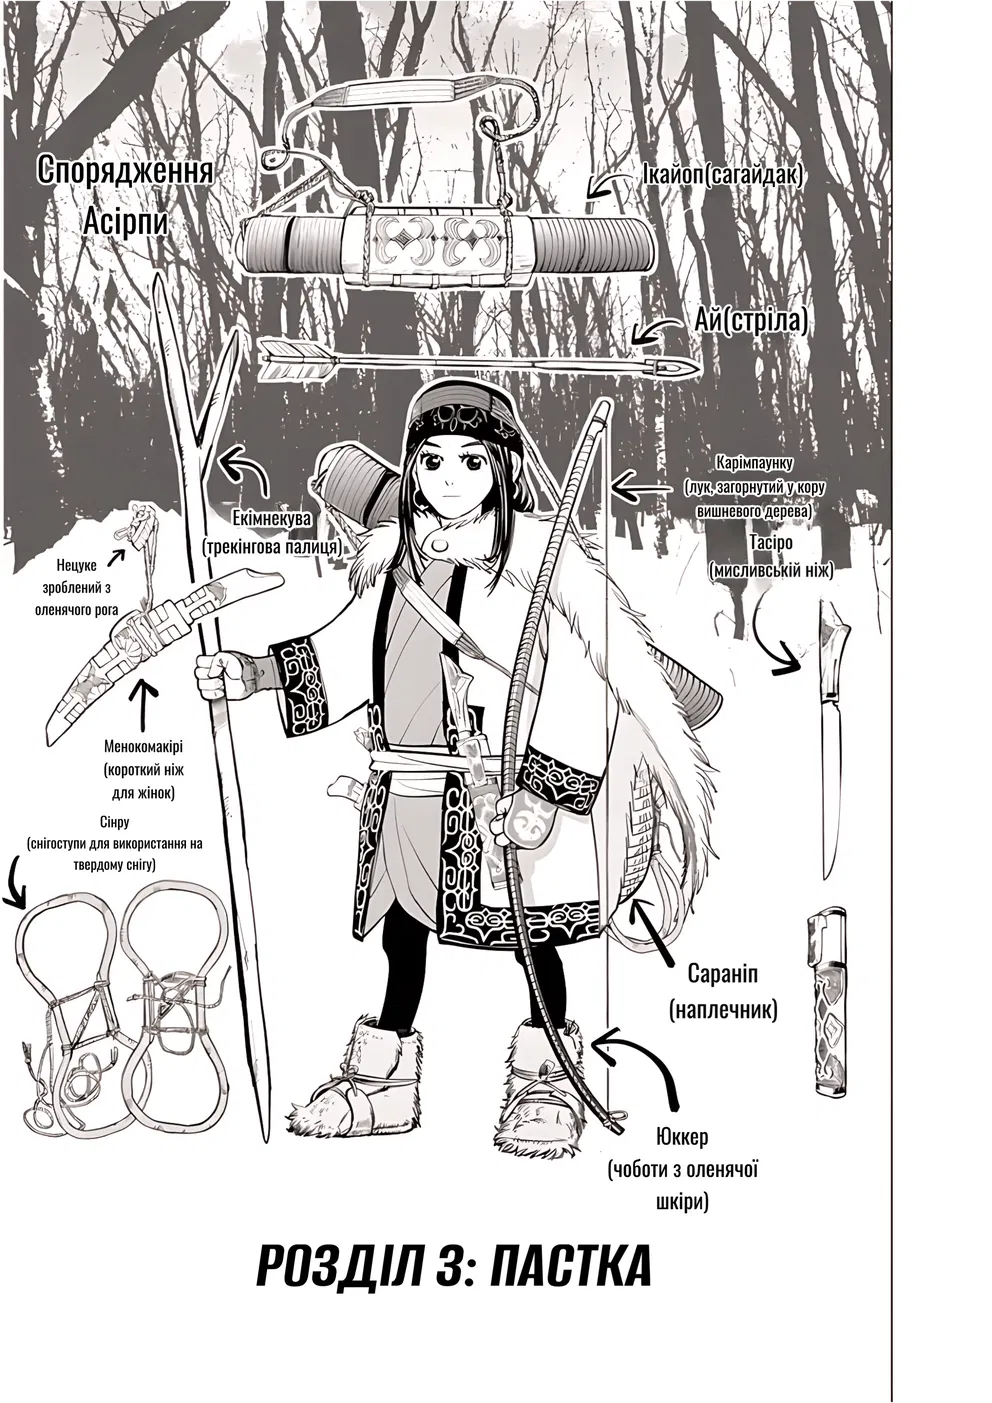 Спорядження
Асірпи
Ікайоп(сагайдак)
Ай(стріла)
Карімпаунку
(лук, загорнутий у кору
вишневого дерева)
Екімнекува
(трекінгова палиця)
Тасіро
(мисливській ніж)
Нецуке
зроблений з
оленячого рога
Менокомакірі
(короткий ніж
для жінок)
Сінру
(снігоступи для використання на
твердому снігу)
Сараніп
(наплечник)
Юккер
(чоботи з оленячої
шкіри)
РОЗДІЛ 3: ПАСТКА